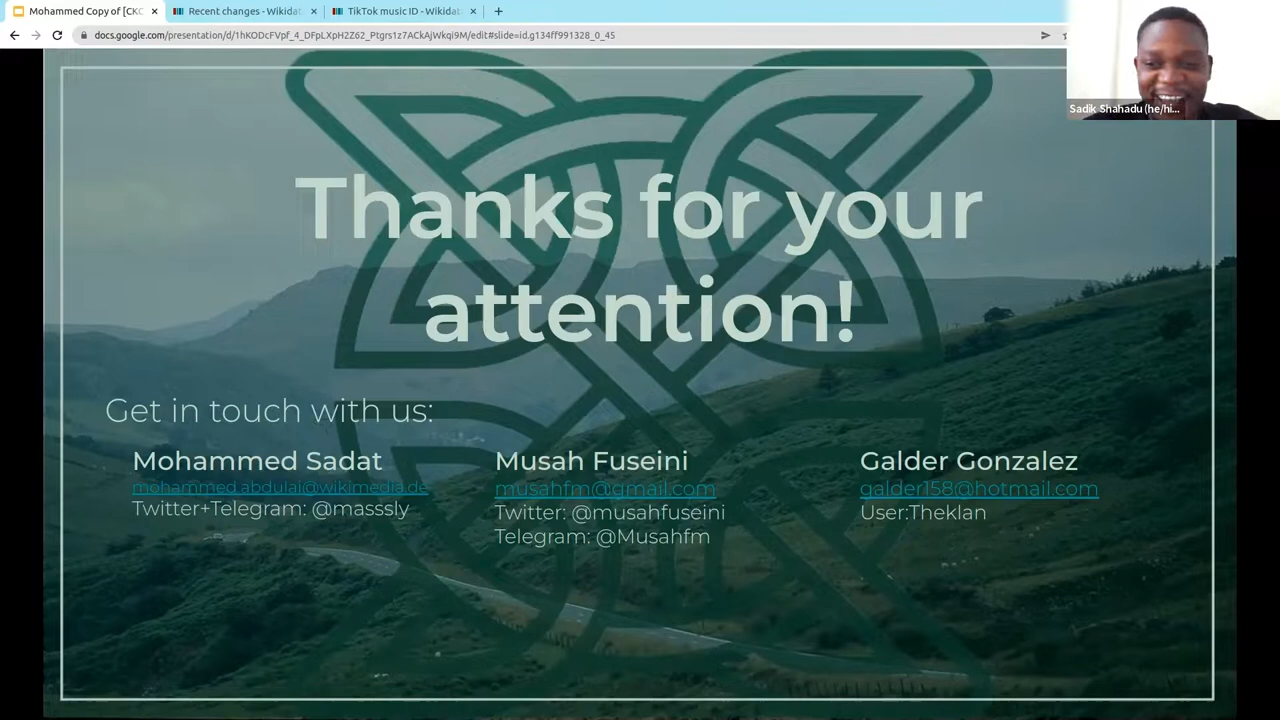 Mohammed Copy of [CKC
Recent changes - Wikidat
TikTok music ID - Wikidat
docs.google.com/presentation/d/1hKODcFVpf_4_DFpLXpH2Z62_Ptgrs1z7ACkAjWkqi9M/edit#slide=id.g134ff991328_0_45
Sadik Shahadu (he/hi...
Thanks for your
attention!
Get in touch with us:
Mohammed Sadat
mohammed.abdulai@wikimedia.de
Twitter+Telegram: @masssly
Musah Fuseini
musahfm@gmail.com
Twitter: @musahfuseini
Telegram: @Musahfm
Galder Gonzalez
galder158@hotmail.com
User:Theklan